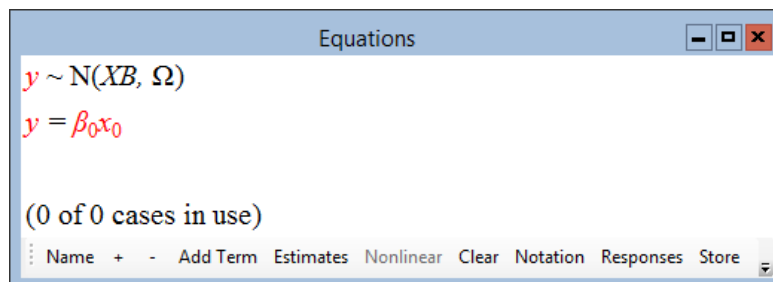 Equations
y ~ N(XB, Ω)
y = β₀x₀
(0 of 0 cases in use)
Name + - Add Term Estimates Nonlinear Clear Notation Responses Store